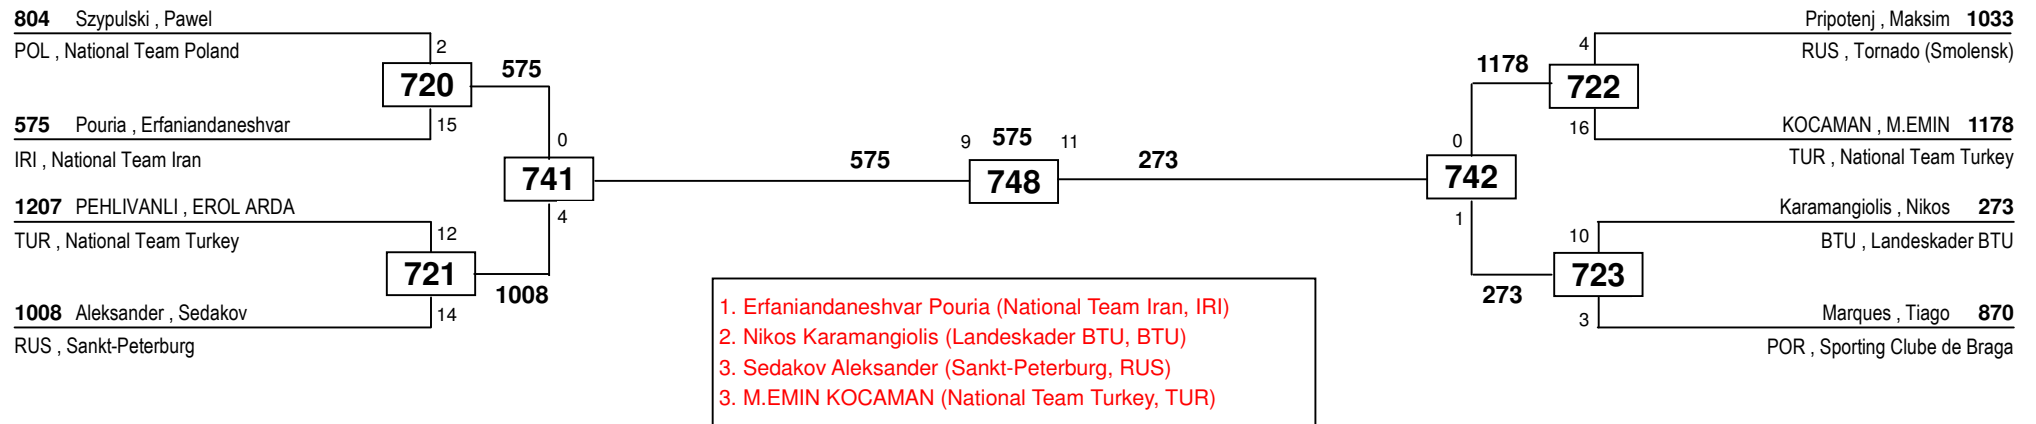 804 Szypulski , Pawel
POL , National Team Poland
2
720
575
15
575 Pouria , Erfaniandaneshvar
IRI , National Team Iran
0
741
4
1207 PEHLIVANLI , EROL ARDA
TUR , National Team Turkey
12
721
1008
14
1008 Aleksander , Sedakov
RUS , Sankt-Peterburg
575
9 575 11
748
273
Pripotenj , Maksim 1033
RUS , Tornado (Smolensk)
4
1178
722
16
KOCAMAN , M.EMIN 1178
TUR , National Team Turkey
0
742
1
Karamangiolis , Nikos 273
BTU , Landeskader BTU
10
723
273
3
Marques , Tiago 870
POR , Sporting Clube de Braga
1. Erfaniandaneshvar Pouria (National Team Iran, IRI)
2. Nikos Karamangiolis (Landeskader BTU, BTU)
3. Sedakov Aleksander (Sankt-Peterburg, RUS)
3. M.EMIN KOCAMAN (National Team Turkey, TUR)